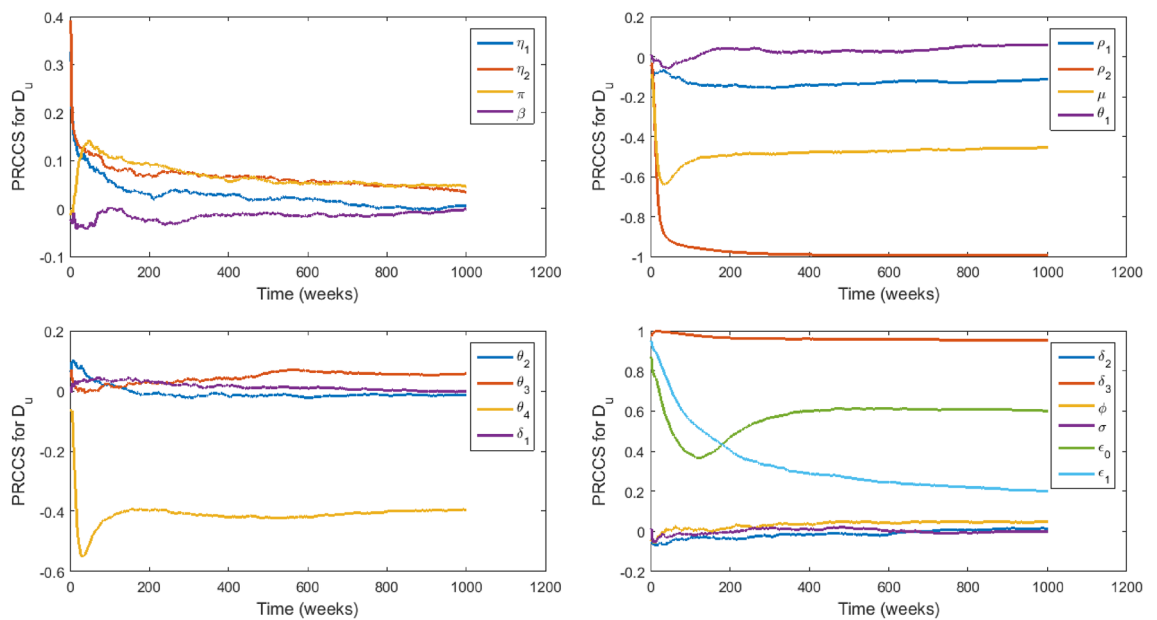 0.4
0.3
0.2
0.1
0
-0.1
PRCCS for D_u
0 200 400 600 800 1000 1200
Time (weeks)
η_1
η_2
π
β
0.2
0
-0.2
-0.4
-0.6
-0.8
-1
PRCCS for D_u
0 200 400 600 800 1000 1200
Time (weeks)
ρ_1
ρ_2
μ
θ_1
0.2
0
-0.2
-0.4
-0.6
PRCCS for D_u
0 200 400 600 800 1000 1200
Time (weeks)
θ_2
θ_3
θ_4
δ_1
1
0.8
0.6
0.4
0.2
0
-0.2
PRCCS for D_u
0 200 400 600 800 1000 1200
Time (weeks)
δ_2
δ_3
ϕ
σ
ϵ_0
ϵ_1